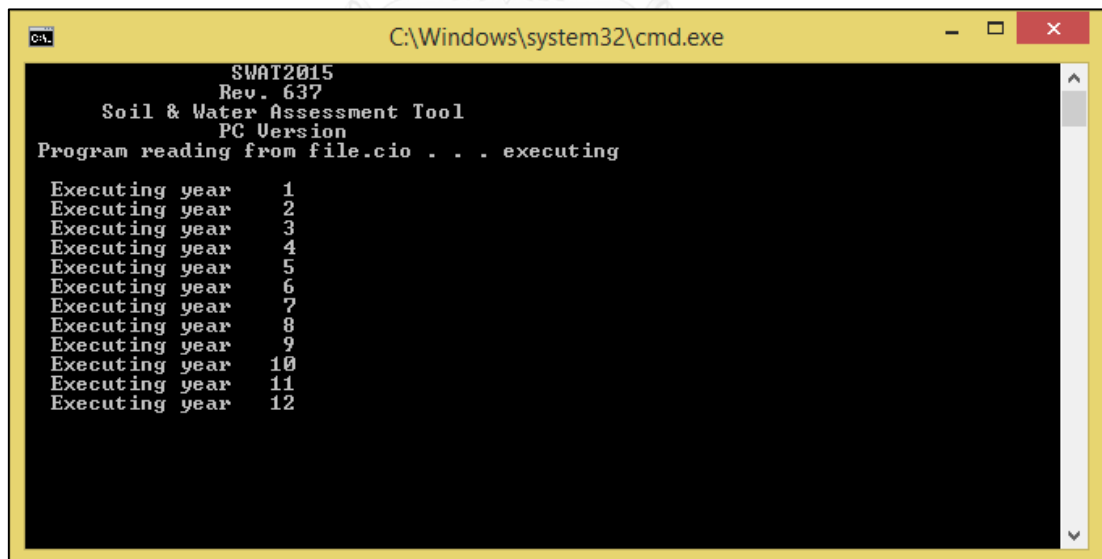 C:\Windows\system32\cmd.exe
SWAT2015
Rev. 637
Soil & Water Assessment Tool
PC Version
Program reading from file.cio . . . executing
Executing year 1
Executing year 2
Executing year 3
Executing year 4
Executing year 5
Executing year 6
Executing year 7
Executing year 8
Executing year 9
Executing year 10
Executing year 11
Executing year 12